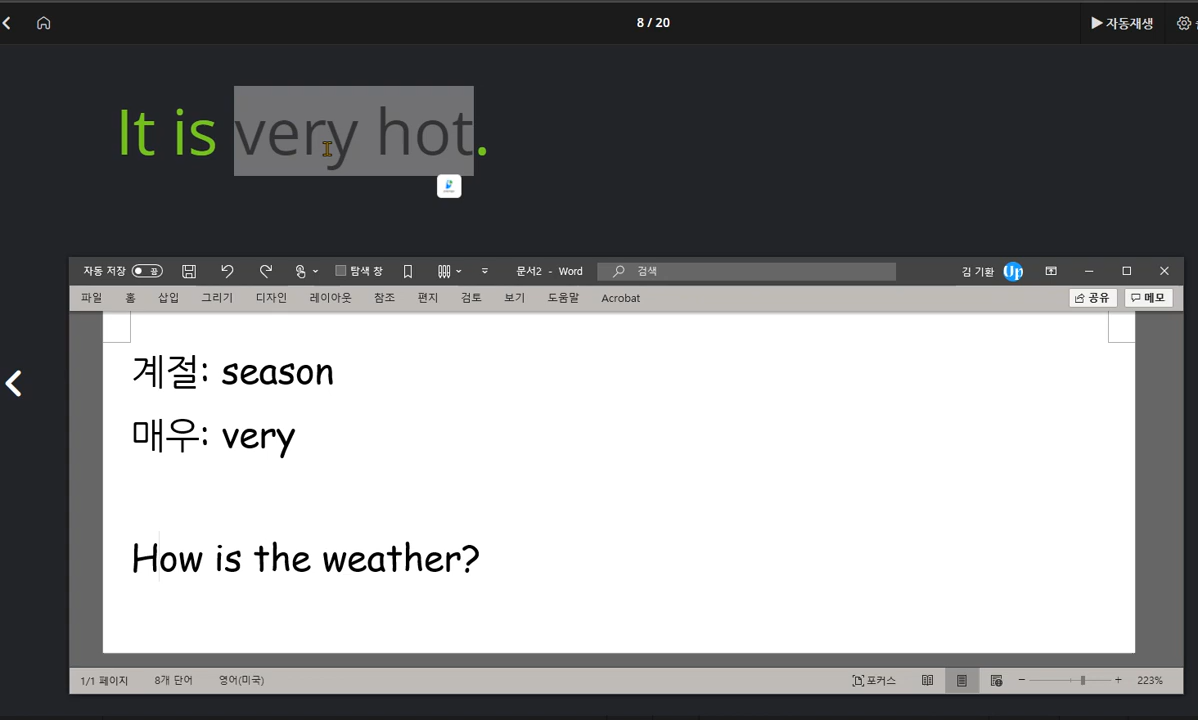 8 / 20
▶ 자동재생
It is very hot.
자동 저장 끔
탐색 창
문서2 - Word
검색
김 기환
Up
파일 홈 삽입 그리기 디자인 레이아웃 참조 편지 검토 보기 도움말 Acrobat
공유 메모
계절: season
매우: very
How is the weather?
1/1 페이지 8개 단어 영어(미국)
포커스
223%